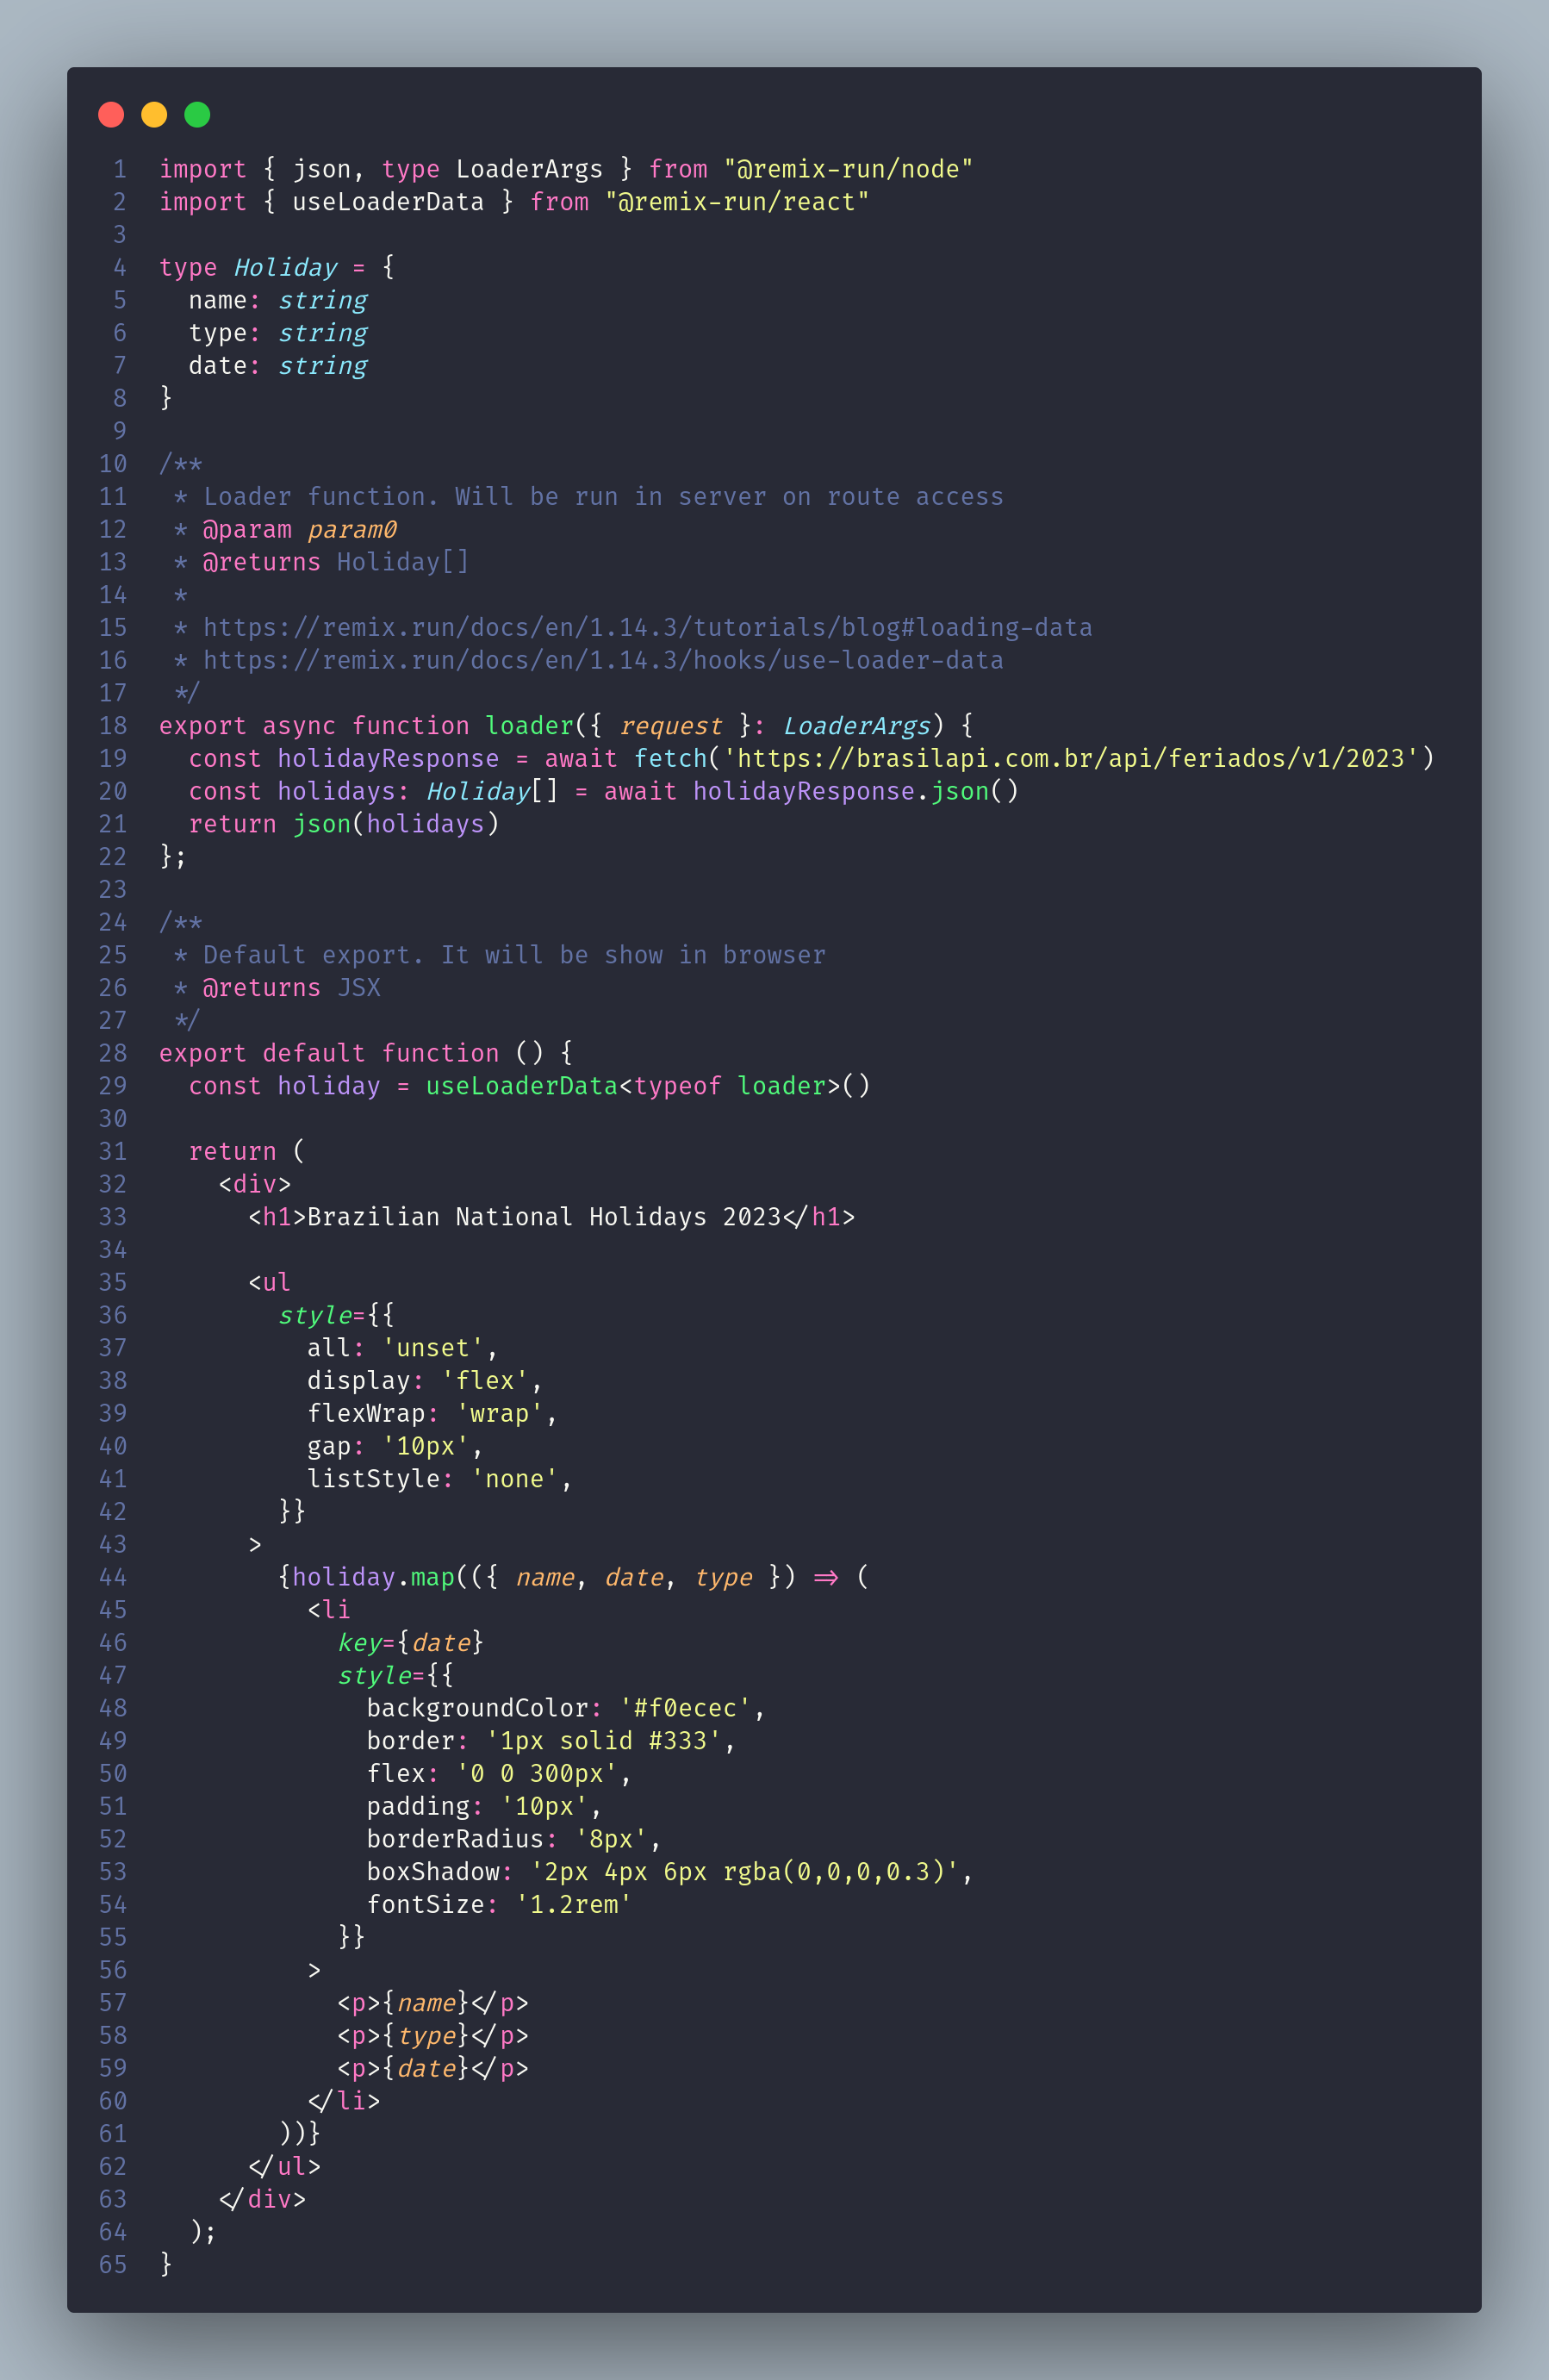 1 import { json, type LoaderArgs } from "@remix-run/node"
2 import { useLoaderData } from "@remix-run/react"
3
4 type Holiday = {
5   name: string
6   type: string
7   date: string
8 }
9
10 /**
11  * Loader function. Will be run in server on route access
12  * @param param0
13  * @returns Holiday[]
14  *
15  * https://remix.run/docs/en/1.14.3/tutorials/blog#loading-data
16  * https://remix.run/docs/en/1.14.3/hooks/use-loader-data
17  */
18 export async function loader({ request }: LoaderArgs) {
19   const holidayResponse = await fetch('https://brasilapi.com.br/api/feriados/v1/2023')
20   const holidays: Holiday[] = await holidayResponse.json()
21   return json(holidays)
22 };
23
24 /**
25  * Default export. It will be show in browser
26  * @returns JSX
27  */
28 export default function () {
29   const holiday = useLoaderData<typeof loader>()
30
31   return (
32     <div>
33       <h1>Brazilian National Holidays 2023</h1>
34
35       <ul
36         style={{
37           all: 'unset',
38           display: 'flex',
39           flexWrap: 'wrap',
40           gap: '10px',
41           listStyle: 'none',
42         }}
43       >
44         {holiday.map(({ name, date, type }) => (
45           <li
46             key={date}
47             style={{
48               backgroundColor: '#f0ecec',
49               border: '1px solid #333',
50               flex: '0 0 300px',
51               padding: '10px',
52               borderRadius: '8px',
53               boxShadow: '2px 4px 6px rgba(0,0,0,0.3)',
54               fontSize: '1.2rem'
55             }}
56           >
57             <p>{name}</p>
58             <p>{type}</p>
59             <p>{date}</p>
60           </li>
61         ))}
62       </ul>
63     </div>
64   );
65 }